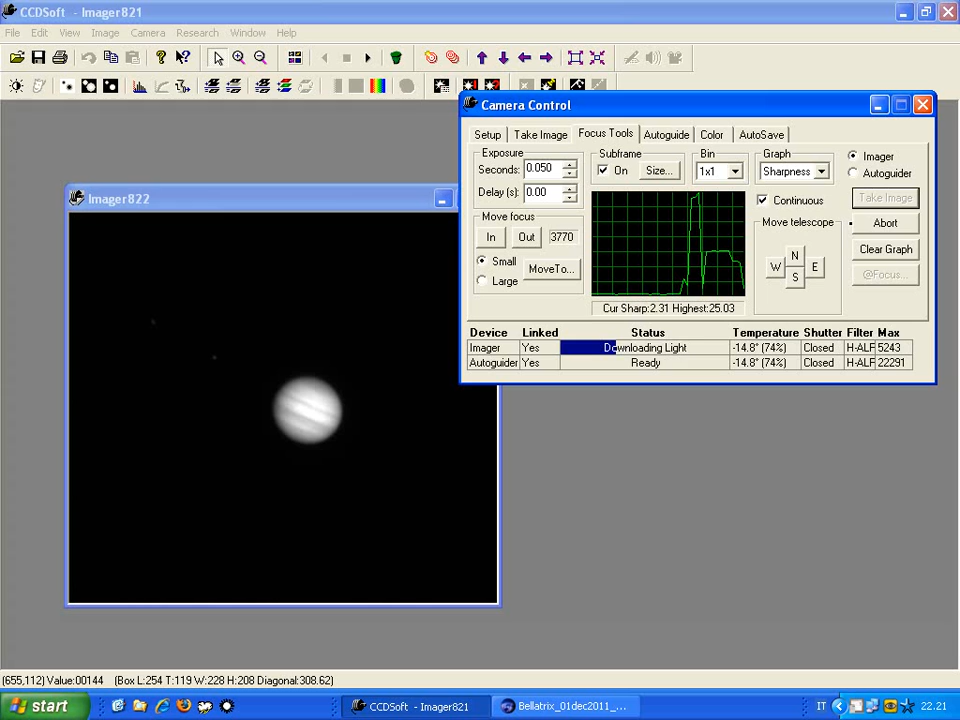 CCDSoft - Imager821
File Edit View Image Camera Research Window Help
Camera Control
Setup Take Image Focus Tools Autoguide Color AutoSave
Exposure
Seconds: 0.050
Delay (s): 0.00
Subframe
On Size...
Bin
1x1
Graph
Sharpness
Imager
Autoguider
Continuous
Take Image
Move focus
In Out 3770
Small
Large
MoveTo...
Move telescope
N
W E
S
Abort
Clear Graph
@Focus...
Cur Sharp:2.31 Highest:25.03
Device Linked Status Temperature Shutter Filter Max
Imager Yes Downloading Light -14.8° (74%) Closed H-ALF 5243
Autoguider Yes Ready -14.8° (74%) Closed H-ALF 22291
Imager822
(655,112) Value:00144 (Box L:254 T:119 W:228 H:208 Diagonal:308.62)
start CCDSoft - Imager821 Bellatrix_01dec2011_... IT 22.21